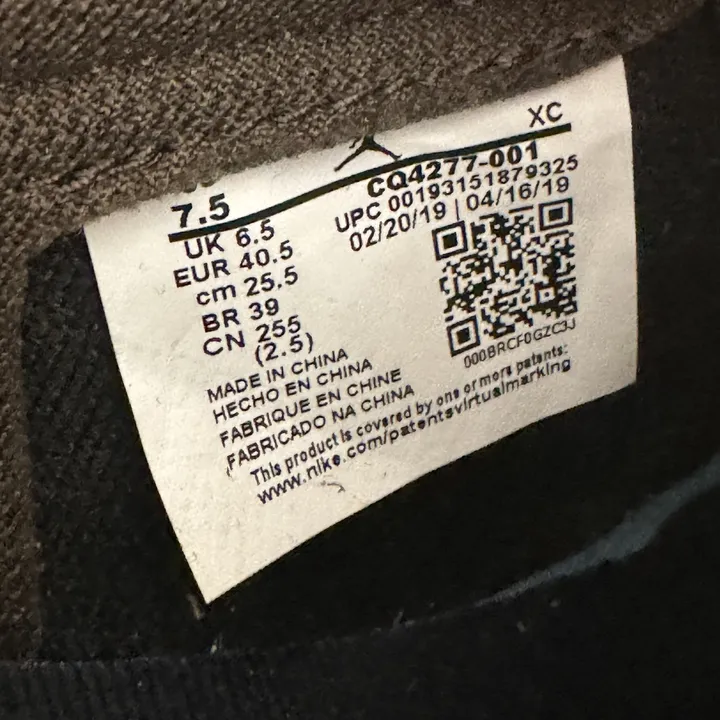 XC
7.5
CQ4277-001
UK 6.5
UPC 00193151879325
EUR 40.5
02/20/19 | 04/16/19
cm 25.5
BR 39
CN 255
(2.5)
000BRCF0GZC3J
MADE IN CHINA
HECHO EN CHINA
FABRIQUE EN CHINE
FABRICADO NA CHINA
This product is covered by one or more patents:
www.nike.com/patentsvirtualmarking